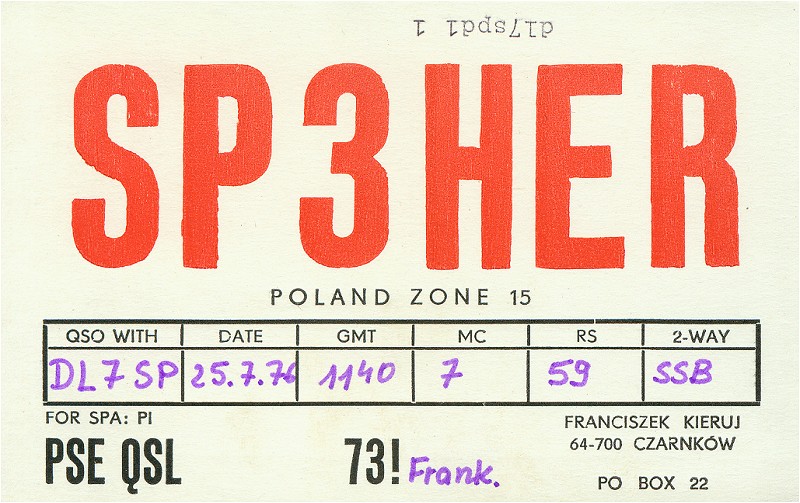 dl7spd1 1
SP3HER
POLAND ZONE 15
QSO WITH DATE GMT MC RS 2-WAY
DL7SP 25.7.76 1140 7 59 SSB
FOR SPA: PI
PSE QSL
73! Frank.
FRANCISZEK KIERUJ
64-700 CZARNKÓW
PO BOX 22